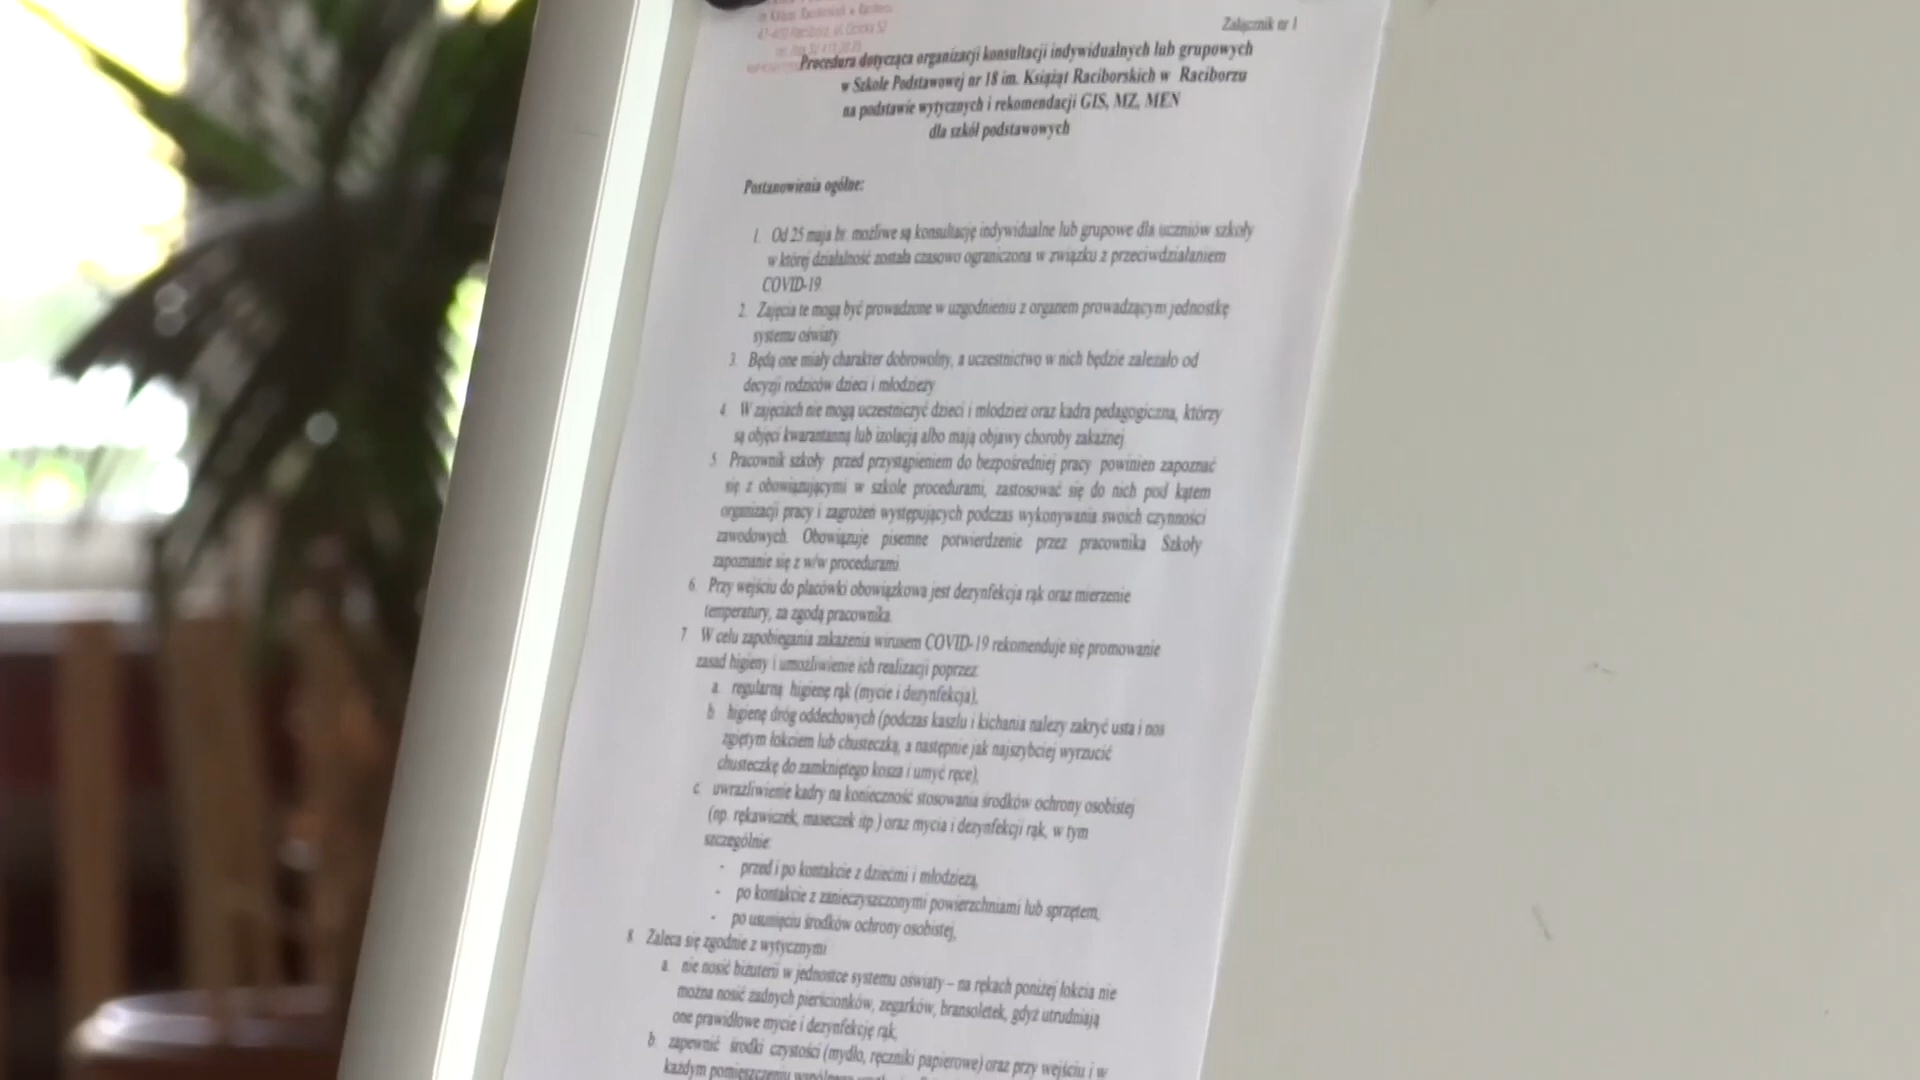 im. Książąt Raciborskich w Raciborzu
47-400 Racibórz, ul. Ocicka 52
Załącznik nr 1
Procedura dotycząca organizacji konsultacji indywidualnych lub grupowych
w Szkole Podstawowej nr 18 im. Książąt Raciborskich w Raciborzu
na podstawie wytycznych i rekomendacji GIS, MZ, MEN
dla szkół podstawowych
Postanowienia ogólne:
1. Od 25 maja br. możliwe są konsultacje indywidualne lub grupowe dla uczniów szkoły
w której działalność została czasowo ograniczona w związku z przeciwdziałaniem
COVID-19.
2. Zajęcia te mogą być prowadzone w uzgodnieniu z organem prowadzącym jednostkę
systemu oświaty.
3. Będą one miały charakter dobrowolny, a uczestnictwo w nich będzie zależało od
decyzji rodziców dzieci i młodzieży.
4. W zajęciach nie mogą uczestniczyć dzieci i młodzież oraz kadra pedagogiczna, którzy
są objęci kwarantanną lub izolacją albo mają objawy choroby zakaźnej.
5. Pracownik szkoły przed przystąpieniem do bezpośredniej pracy powinien zapoznać
się z obowiązującymi w szkole procedurami, zastosować się do nich pod kątem
organizacji pracy i zagrożeń występujących podczas wykonywania swoich czynności
zawodowych. Obowiązuje pisemne potwierdzenie przez pracownika Szkoły
zapoznanie się z w/w procedurami.
6. Przy wejściu do placówki obowiązkowa jest dezynfekcja rąk oraz mierzenie
temperatury, za zgodą pracownika.
7. W celu zapobiegania zakażenia wirusem COVID-19 rekomenduje się promowanie
zasad higieny i umożliwienie ich realizacji poprzez:
a. regularną higienę rąk (mycie i dezynfekcja),
b. higienę dróg oddechowych (podczas kaszlu i kichania należy zakryć usta i nos
zgiętym łokciem lub chusteczką, a następnie jak najszybciej wyrzucić
chusteczkę do zamkniętego kosza i umyć ręce),
c. uwrażliwienie kadry na konieczność stosowania środków ochrony osobistej
(np. rękawiczek, maseczek itp.) oraz mycia i dezynfekcji rąk, w tym
szczególnie:
- przed i po kontakcie z dziećmi i młodzieżą,
- po kontakcie z zanieczyszczonymi powierzchniami lub sprzętem,
- po usunięciu środków ochrony osobistej,
8. Zaleca się zgodnie z wytycznymi:
a. nie nosić biżuterii w jednostce systemu oświaty – na rękach poniżej łokcia nie
można nosić żadnych pierścionków, zegarków, bransoletek, gdyż utrudniają
one prawidłowe mycie i dezynfekcję rąk,
b. zapewnić środki czystości (mydło, ręczniki papierowe) oraz przy wejściu i w
każdym pomieszczeniu